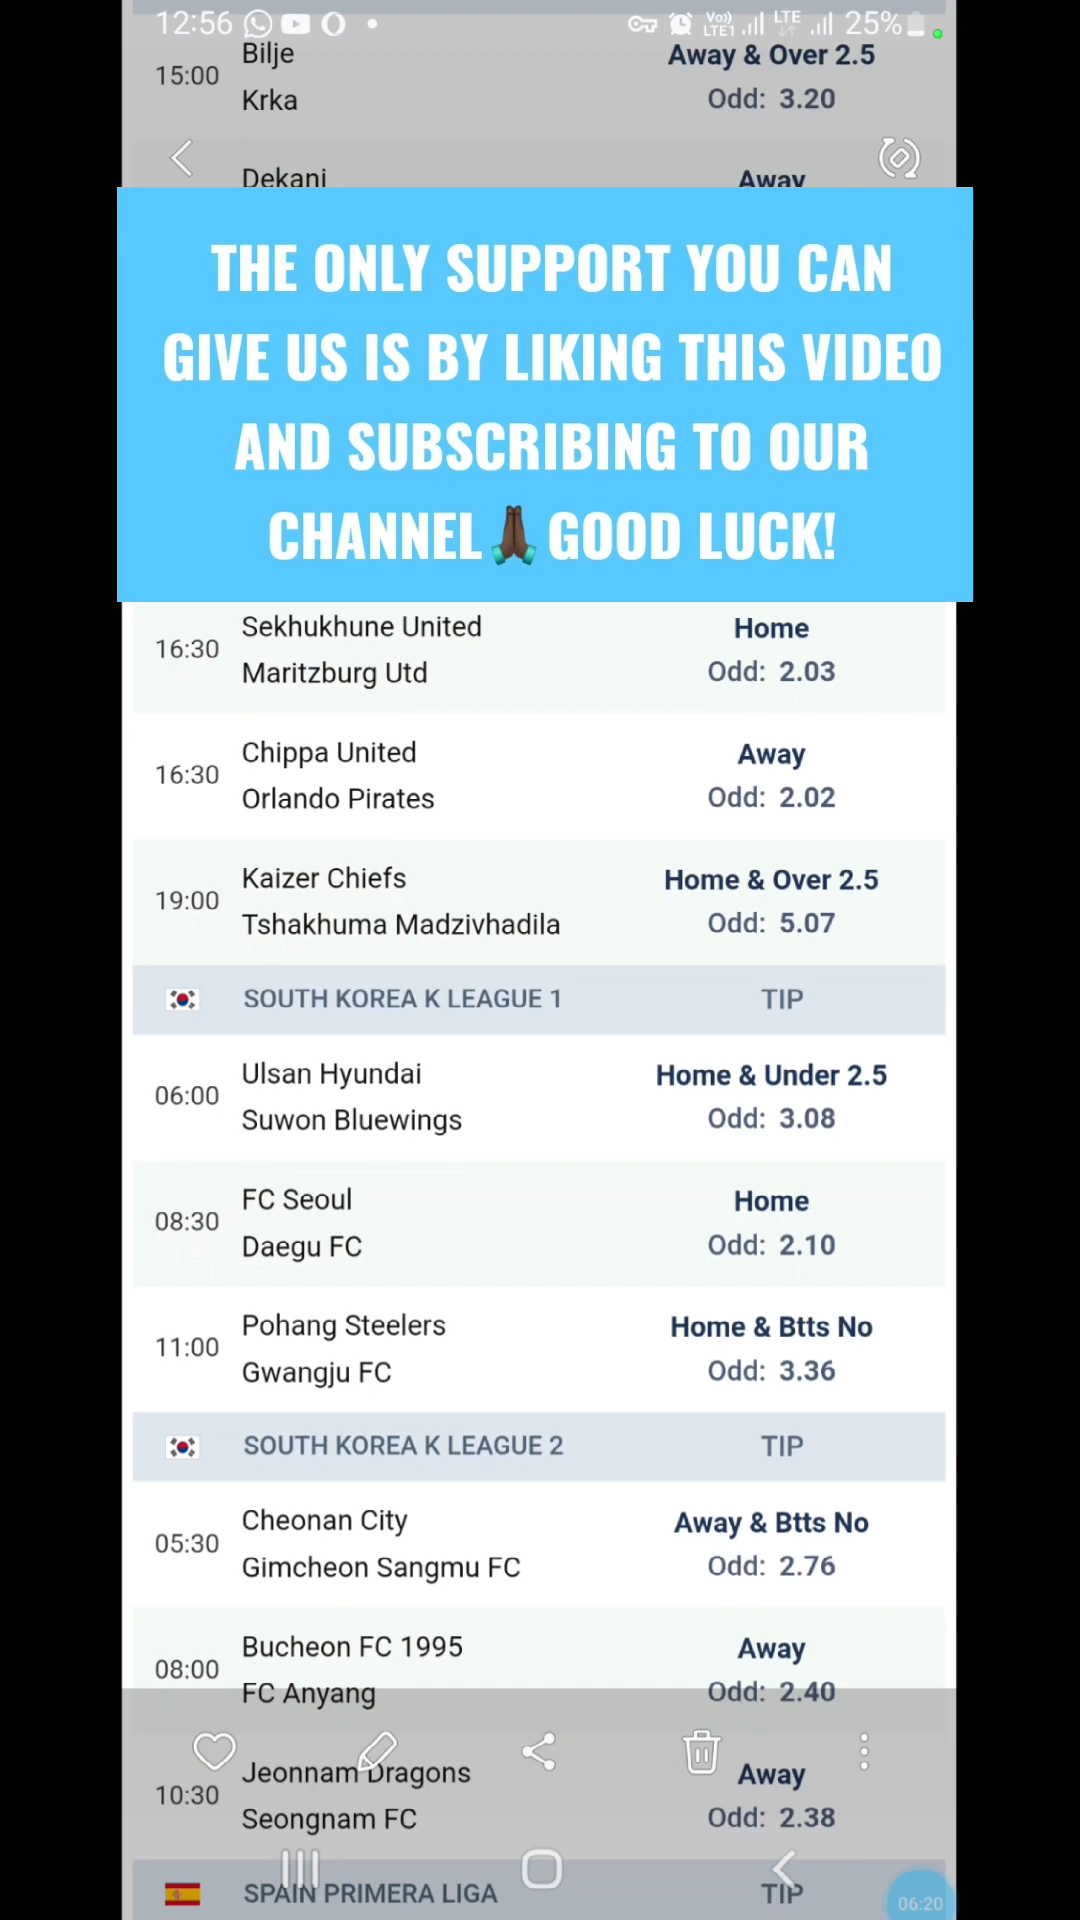 12:56 Vo)) LTE1 LTE 25%
15:00 Bilje Away & Over 2.5
Krka Odd: 3.20
Dekani Away
THE ONLY SUPPORT YOU CAN
GIVE US IS BY LIKING THIS VIDEO
AND SUBSCRIBING TO OUR
CHANNEL🙏🏿GOOD LUCK!
16:30 Sekhukhune United Home
Maritzburg Utd Odd: 2.03
16:30 Chippa United Away
Orlando Pirates Odd: 2.02
19:00 Kaizer Chiefs Home & Over 2.5
Tshakhuma Madzivhadila Odd: 5.07
SOUTH KOREA K LEAGUE 1 TIP
06:00 Ulsan Hyundai Home & Under 2.5
Suwon Bluewings Odd: 3.08
08:30 FC Seoul Home
Daegu FC Odd: 2.10
11:00 Pohang Steelers Home & Btts No
Gwangju FC Odd: 3.36
SOUTH KOREA K LEAGUE 2 TIP
05:30 Cheonan City Away & Btts No
Gimcheon Sangmu FC Odd: 2.76
08:00 Bucheon FC 1995 Away
FC Anyang Odd: 2.40
10:30 Jeonnam Dragons Away
Seongnam FC Odd: 2.38
SPAIN PRIMERA LIGA TIP
06:20